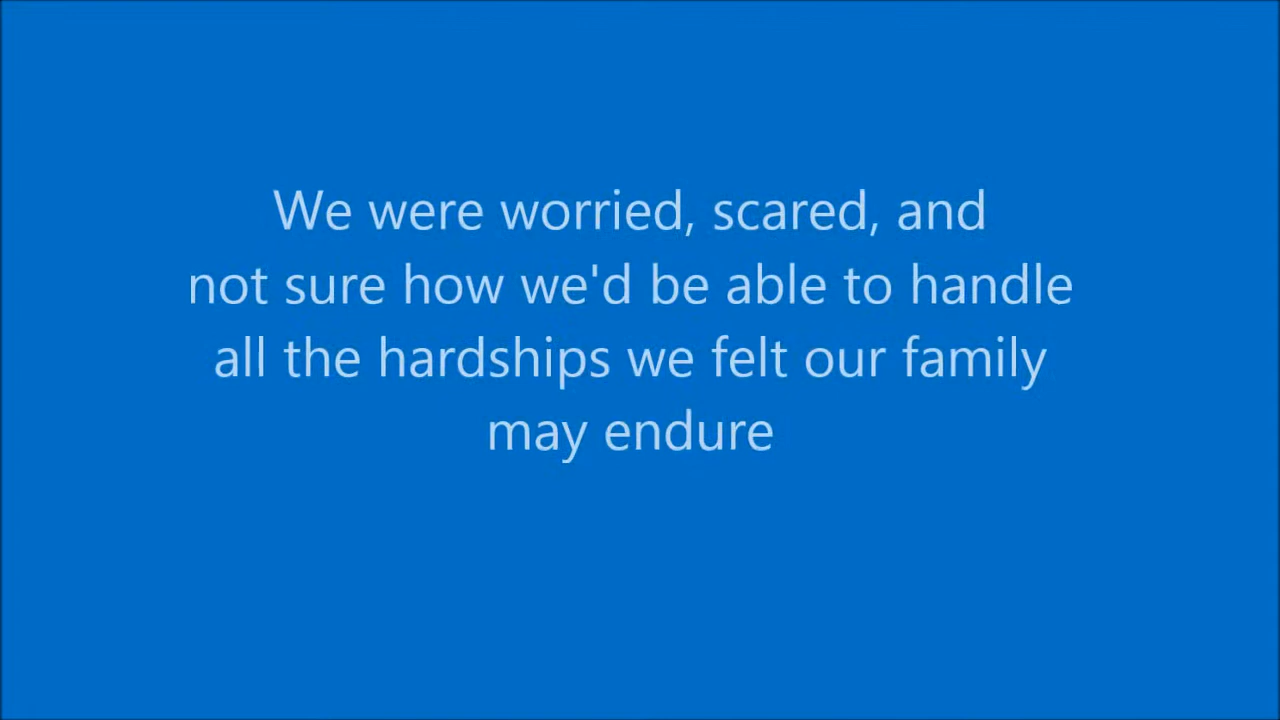 We were worried, scared, and
not sure how we'd be able to handle
all the hardships we felt our family
may endure